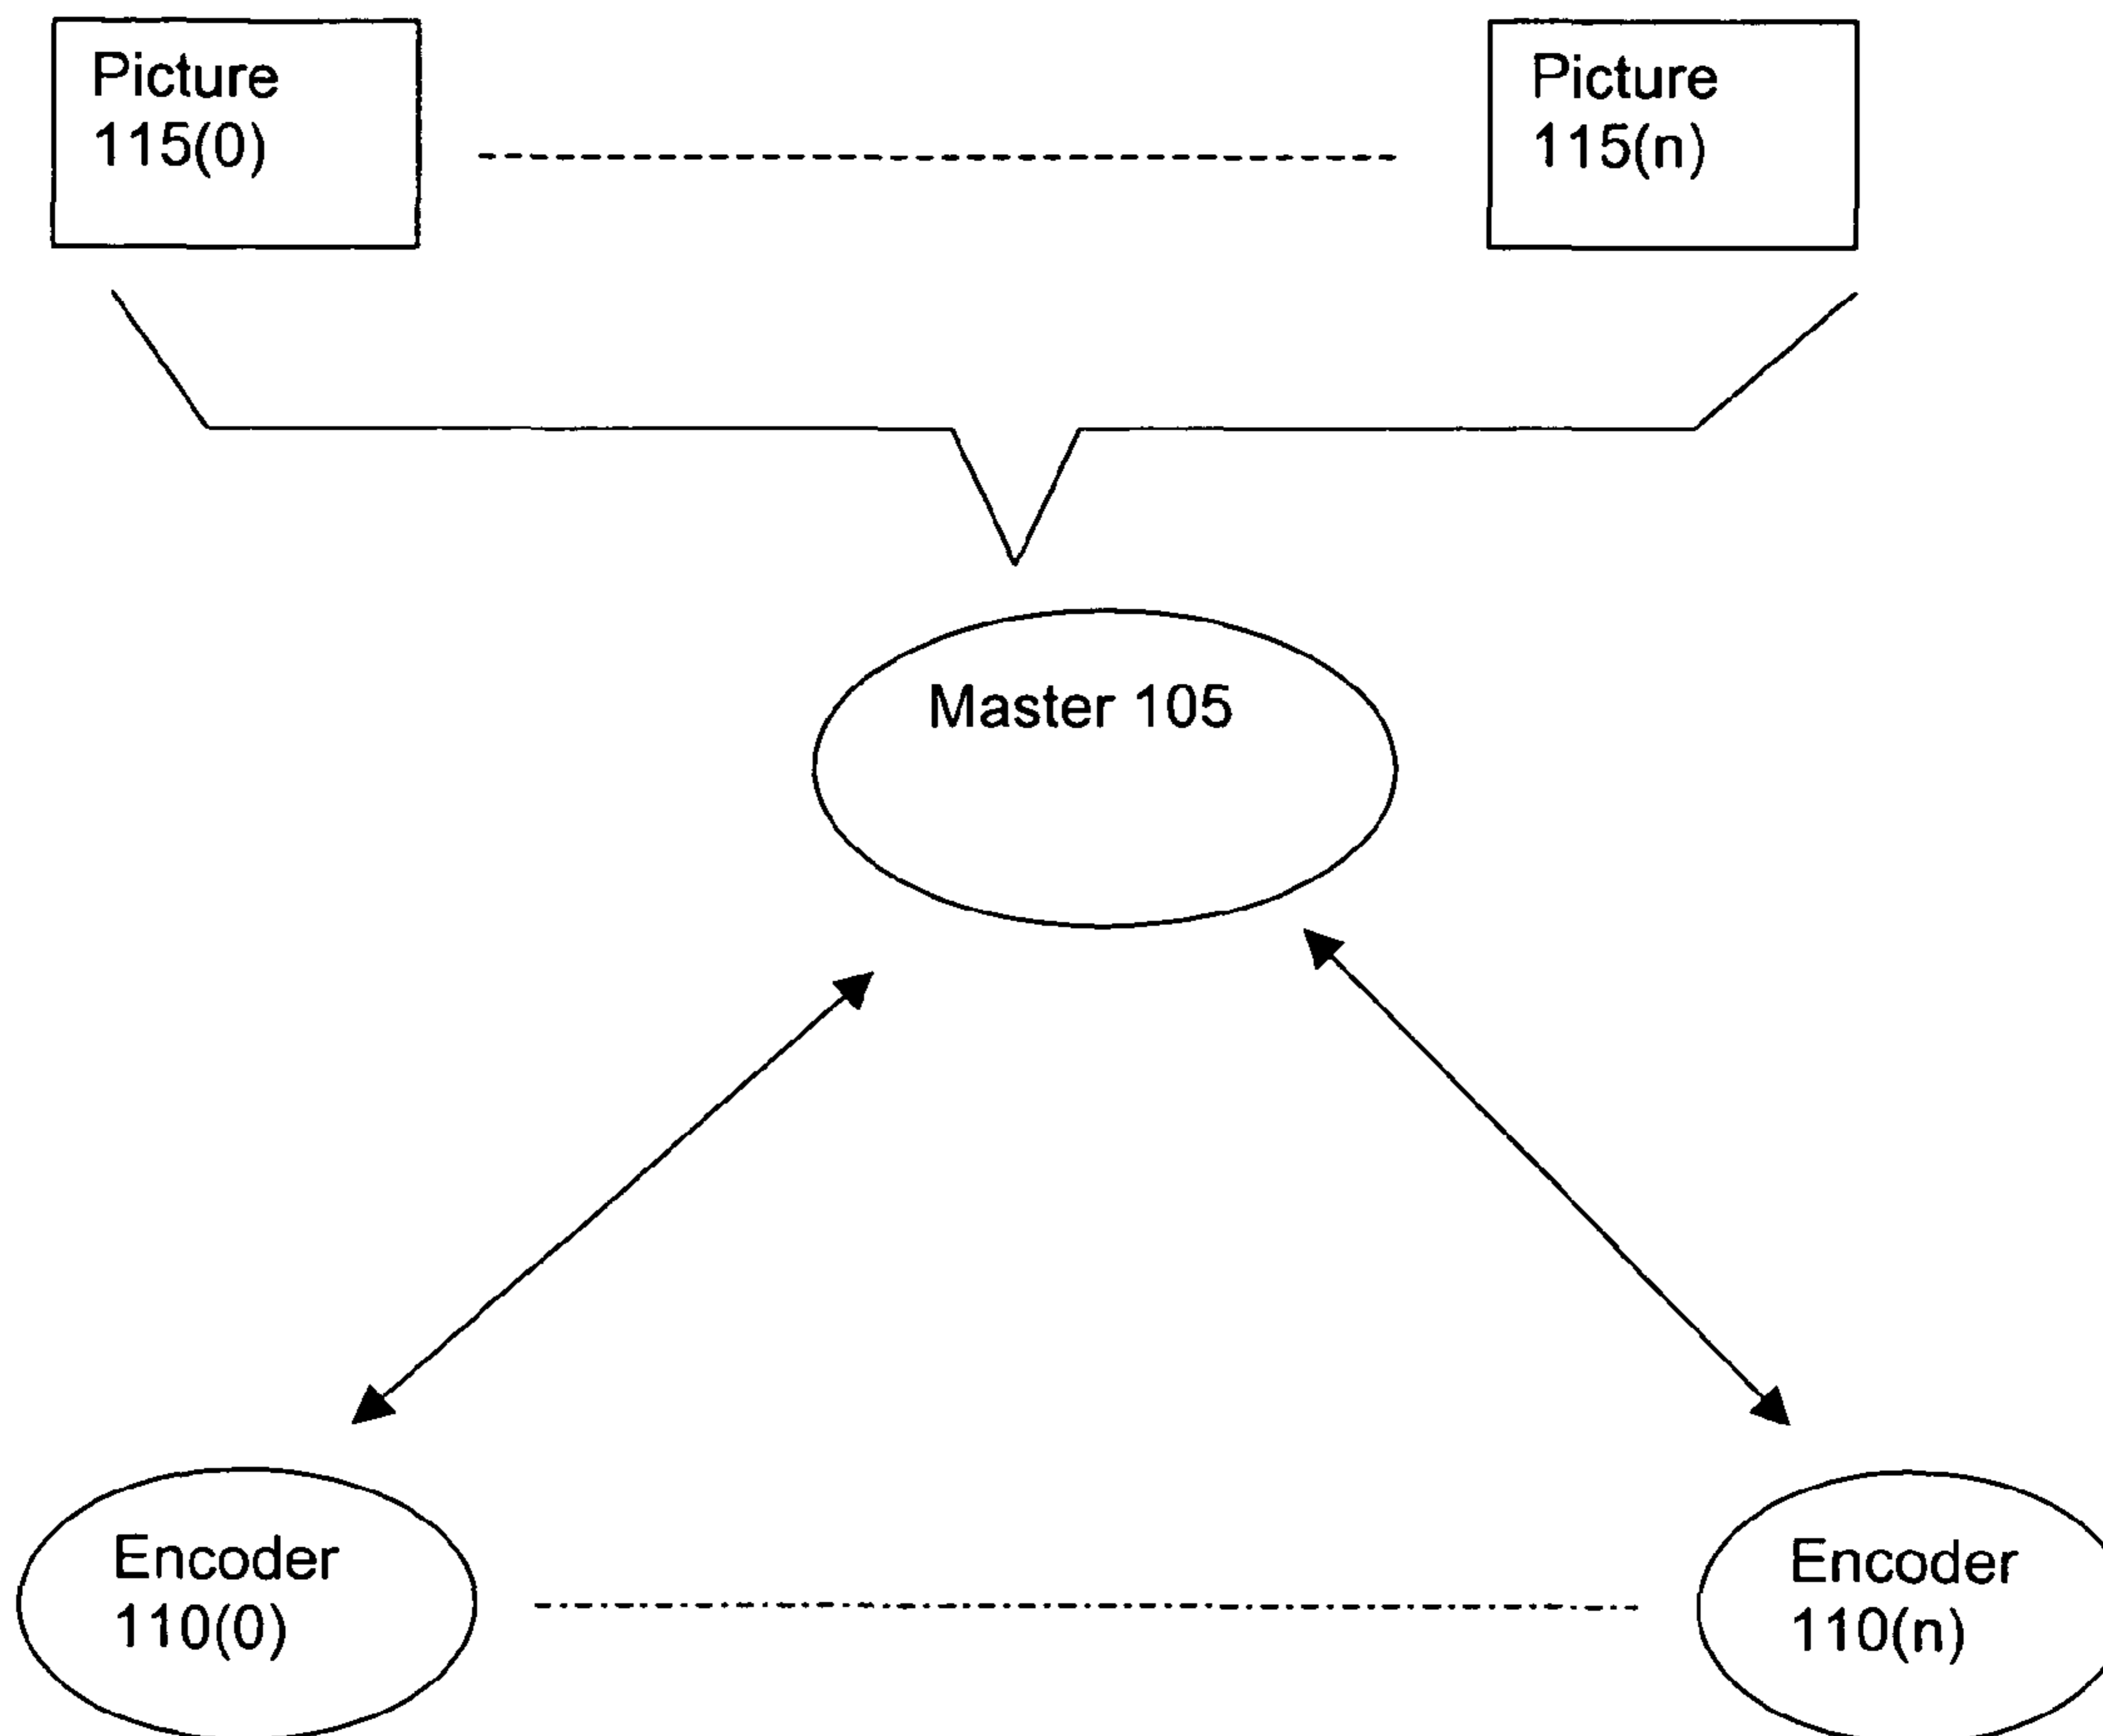 Picture
115(0)
Picture
115(n)
Master 105
Encoder
110(0)
Encoder
110(n)